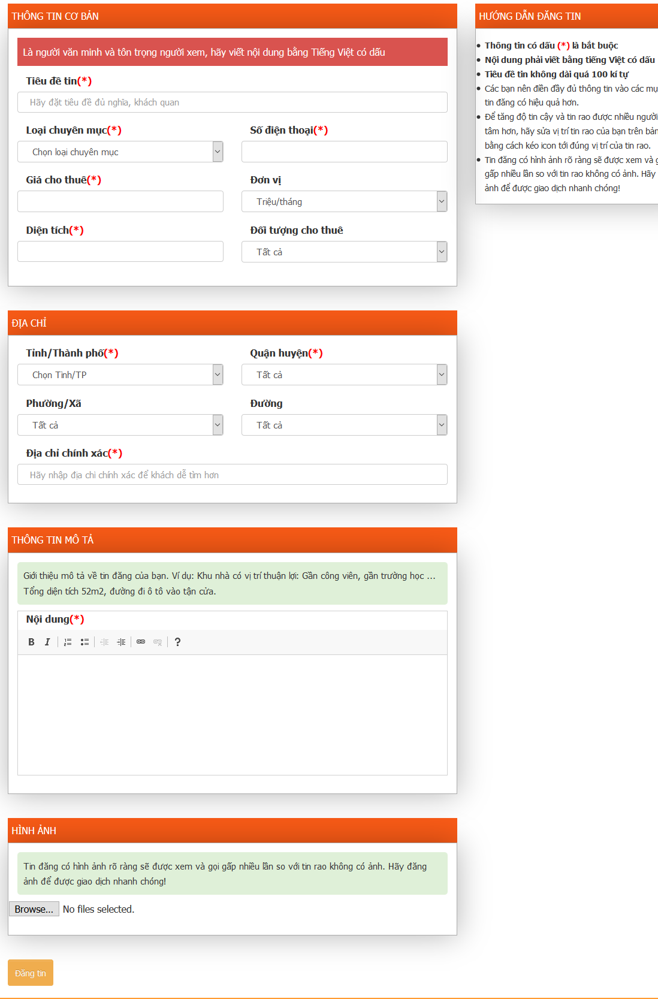 THÔNG TIN CƠ BẢN
Là người văn minh và tôn trọng người xem, hãy viết nội dung bằng Tiếng Việt có dấu
Tiêu đề tin(*)
Hãy đặt tiêu đề đủ nghĩa, khách quan
Loại chuyên mục(*)
Số điện thoại(*)
Chọn loại chuyên mục
Giá cho thuê(*)
Đơn vị
Triệu/tháng
Diện tích(*)
Đối tượng cho thuê
Tất cả
ĐỊA CHỈ
Tỉnh/Thành phố(*)
Quận huyện(*)
Chọn Tỉnh/TP
Tất cả
Phường/Xã
Đường
Tất cả
Tất cả
Địa chỉ chính xác(*)
Hãy nhập địa chỉ chính xác để khách dễ tìm hơn
THÔNG TIN MÔ TẢ
Giới thiệu mô tả về tin đăng của bạn. Ví dụ: Khu nhà có vị trí thuận lợi: Gần công viên, gần trường học ...
Tổng diện tích 52m2, đường đi ô tô vào tận cửa.
Nội dung(*)
B I ?
HÌNH ẢNH
Tin đăng có hình ảnh rõ ràng sẽ được xem và gọi gấp nhiều lần so với tin rao không có ảnh. Hãy đăng
ảnh để được giao dịch nhanh chóng!
Browse... No files selected.
Đăng tin
HƯỚNG DẪN ĐĂNG TIN
Thông tin có dấu (*) là bắt buộc
Nội dung phải viết bằng tiếng Việt có dấu
Tiêu đề tin không dài quá 100 kí tự
Các bạn nên điền đầy đủ thông tin vào các
tin đăng có hiệu quả hơn.
Để tăng độ tin cậy và tin rao được nhiều người
tâm hơn, hãy sửa vị trí tin rao của bạn trên
bằng cách kéo icon tới đúng vị trí của tin rao.
Tin đăng có hình ảnh rõ ràng sẽ được xem và
gấp nhiều lần so với tin rao không có ảnh. Hãy
ảnh để được giao dịch nhanh chóng!